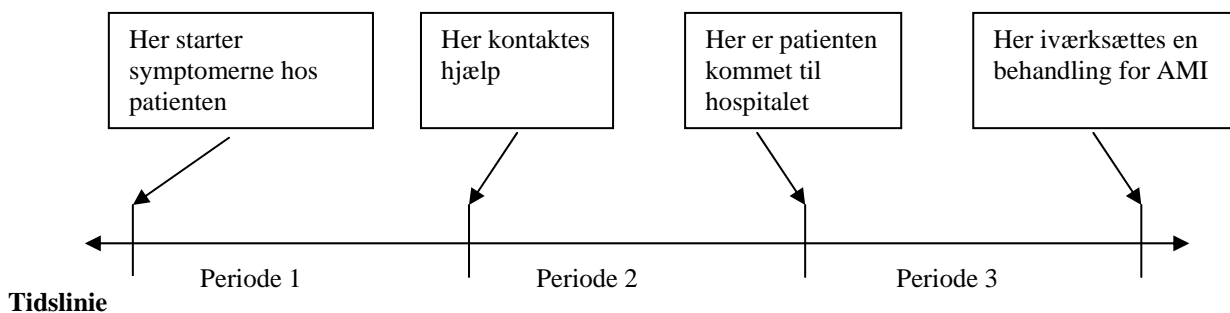 Her starter
symptomerne hos
patienten
Her kontaktes
hjælp
Her er patienten
kommet til
hospitalet
Her iværksættes en
behandling for AMI
Periode 1
Periode 2
Periode 3
Tidslinie